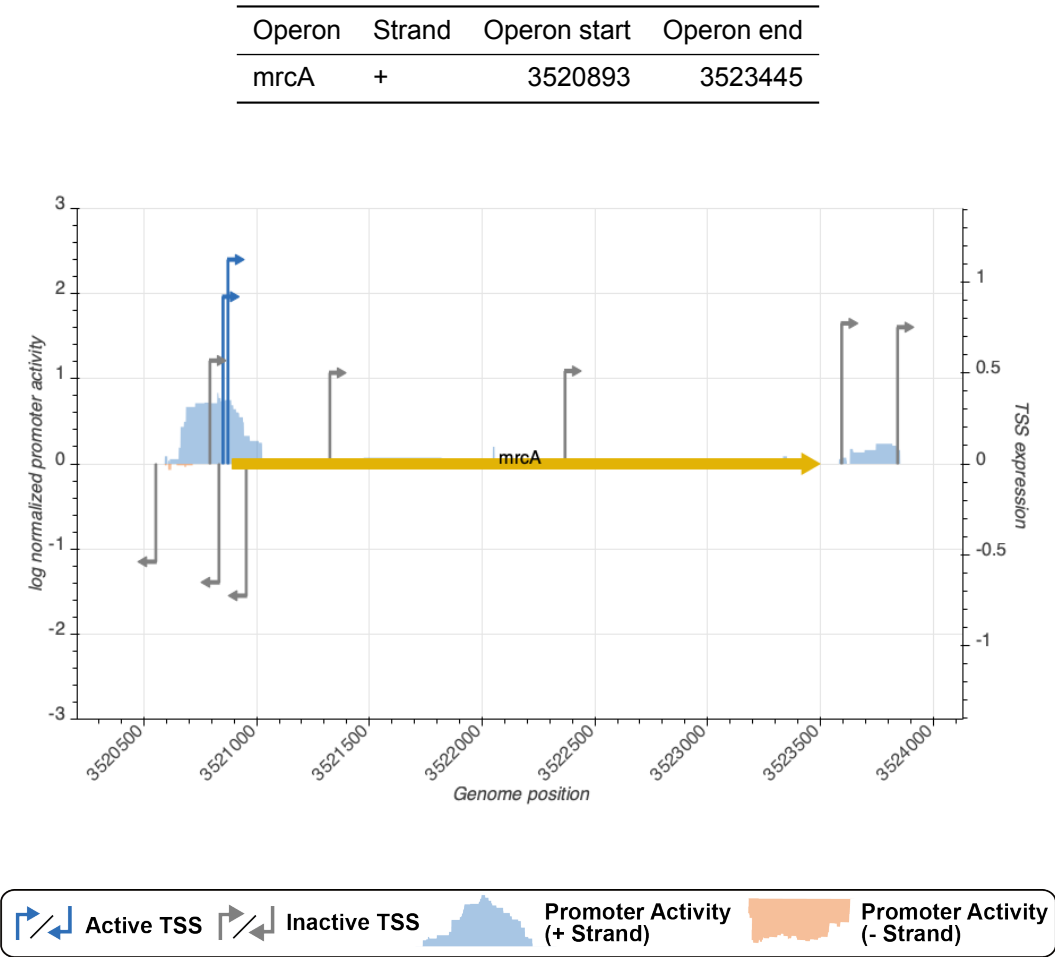 Operon Strand Operon start Operon end
mrcA + 3520893 3523445
3
2
1
0
-1
-2
-3
log normalized promoter activity
1
0.5
0
-0.5
-1
TSS expression
mrcA
3520500 3521000 3521500 3522000 3522500 3523000 3523500 3524000
Genome position
Active TSS
Inactive TSS
Promoter Activity
(+ Strand)
Promoter Activity
(- Strand)